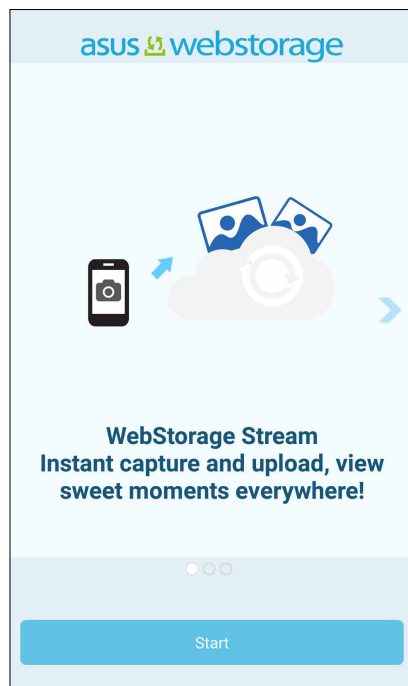 asus webstorage
WebStorage Stream
Instant capture and upload, view
sweet moments everywhere!
Start